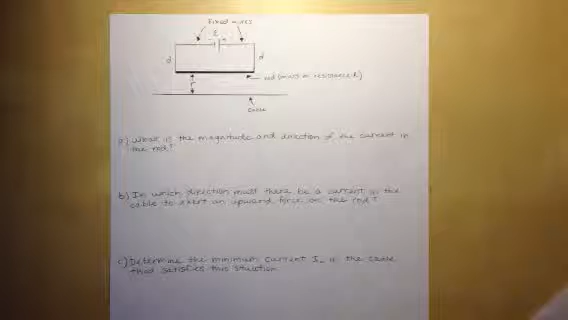 fixed wires
ε
- +
d d
rod (mass m resistance R)
r
cable
a) What is the magnitude and direction of the current in
the rod?
b) In which direction must there be a current in the
cable to exert an upward force on the rod?
c) Determine the minimum current Ic in the cable
that satisfies this situation.